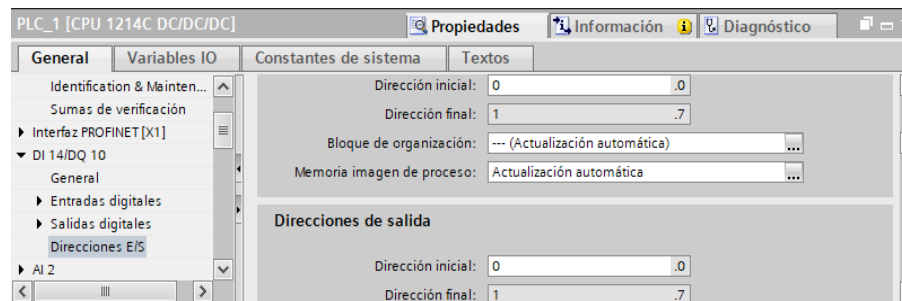 PLC_1 [CPU 1214C DC/DC/DC]
Propiedades
Información
Diagnóstico
General
Variables IO
Constantes de sistema
Textos
Identification & Mainten...
Sumas de verificación
Interfaz PROFINET [X1]
DI 14/DQ 10
General
Entradas digitales
Salidas digitales
Direcciones E/S
AI 2
Dirección inicial: 0 .0
Dirección final: 1 .7
Bloque de organización: --- (Actualización automática) ...
Memoria imagen de proceso: Actualización automática ...
Direcciones de salida
Dirección inicial: 0 .0
Dirección final: 1 .7